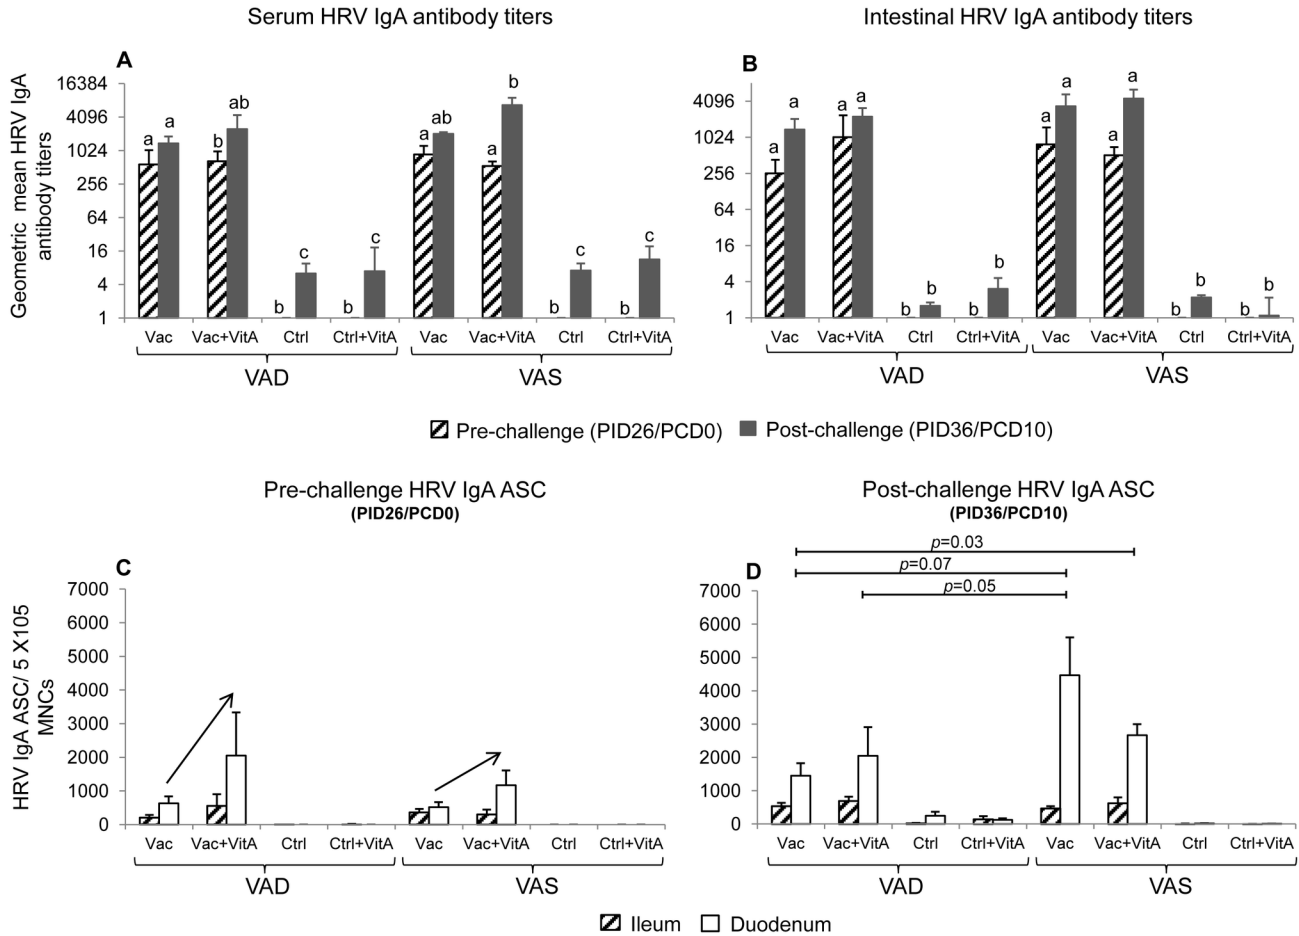 Serum HRV IgA antibody titers
Intestinal HRV IgA antibody titers
A
Geometric mean HRV IgA
antibody titers
16384
4096
1024
256
64
16
4
1
a a b ab b c b c a ab a b b c b c
Vac Vac+VitA Ctrl Ctrl+VitA Vac Vac+VitA Ctrl Ctrl+VitA
VAD VAS
B
4096
1024
256
64
16
4
1
a a a a b b b b a a a a b b b b
Vac Vac+VitA Ctrl Ctrl+VitA Vac Vac+VitA Ctrl Ctrl+VitA
VAD VAS
Pre-challenge (PID26/PCD0) Post-challenge (PID36/PCD10)
Pre-challenge HRV IgA ASC
(PID26/PCD0)
Post-challenge HRV IgA ASC
(PID36/PCD10)
C
HRV IgA ASC/ 5 X105
MNCs
7000
6000
5000
4000
3000
2000
1000
0
Vac Vac+VitA Ctrl Ctrl+VitA Vac Vac+VitA Ctrl Ctrl+VitA
VAD VAS
p=0.03
p=0.07
p=0.05
D
7000
6000
5000
4000
3000
2000
1000
0
Vac Vac+VitA Ctrl Ctrl+VitA Vac Vac+VitA Ctrl Ctrl+VitA
VAD VAS
Ileum Duodenum